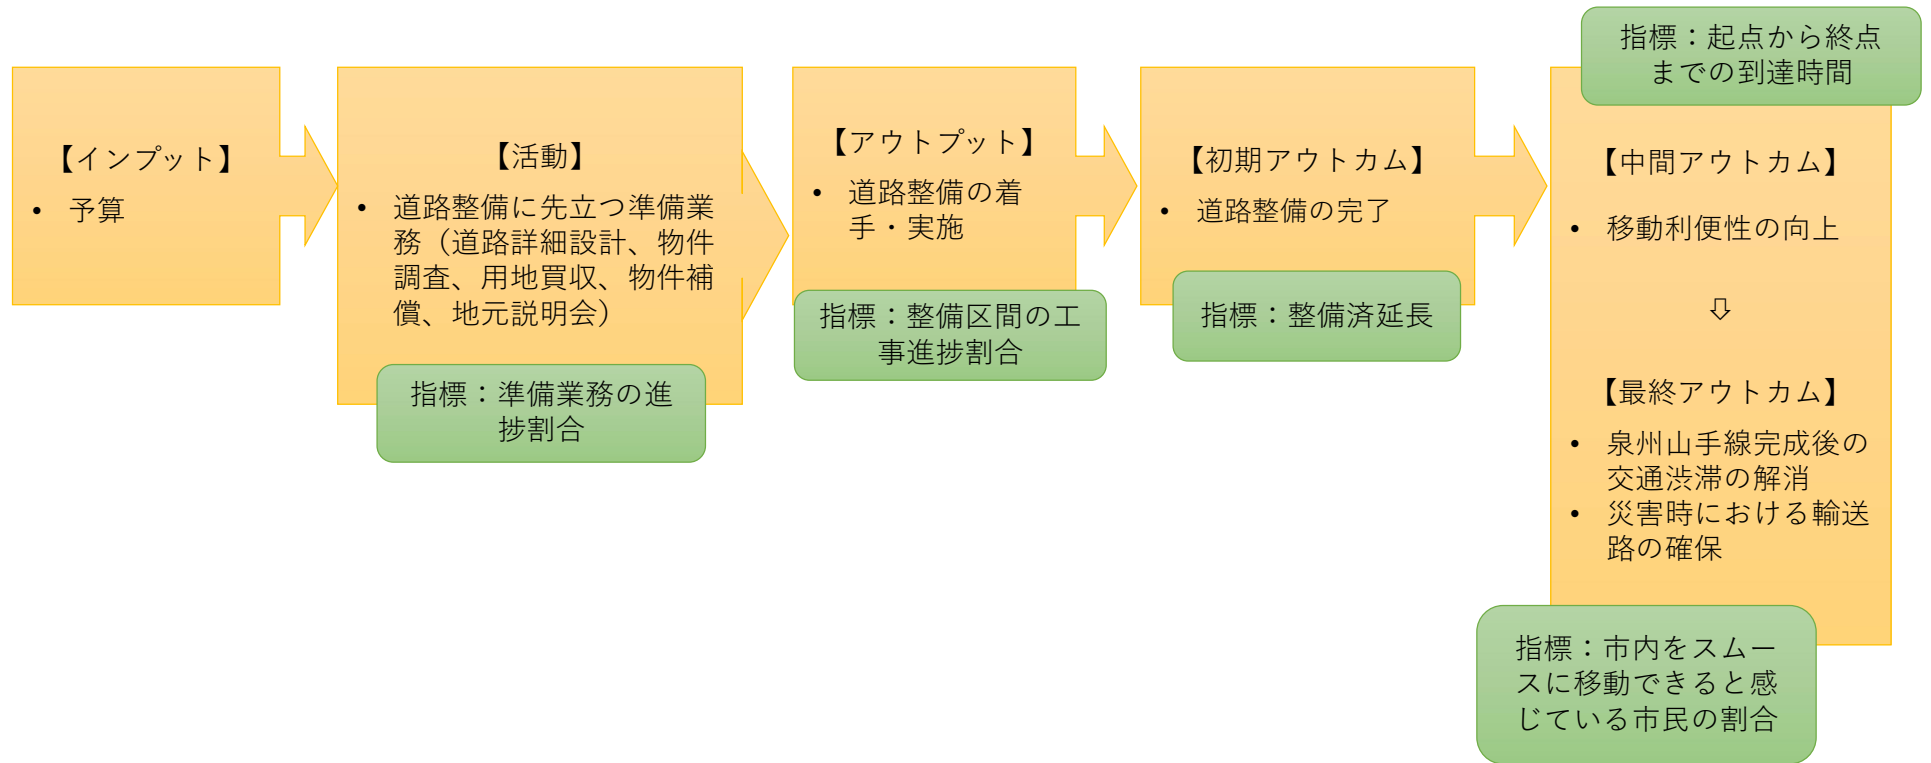 【インプット】
• 予算
【活動】
• 道路整備に先立つ準備業
務（道路詳細設計、物件
調査、用地買収、物件補
償、地元説明会）
指標：準備業務の進
捗割合
【アウトプット】
• 道路整備の着
手・実施
指標：整備区間の工
事進捗割合
【初期アウトカム】
• 道路整備の完了
指標：整備済延長
指標：起点から終点
までの到達時間
【中間アウトカム】
• 移動利便性の向上
⇩
【最終アウトカム】
• 泉州山手線完成後の
交通渋滞の解消
• 災害時における輸送
路の確保
指標：市内をスムー
スに移動できると感
じている市民の割合